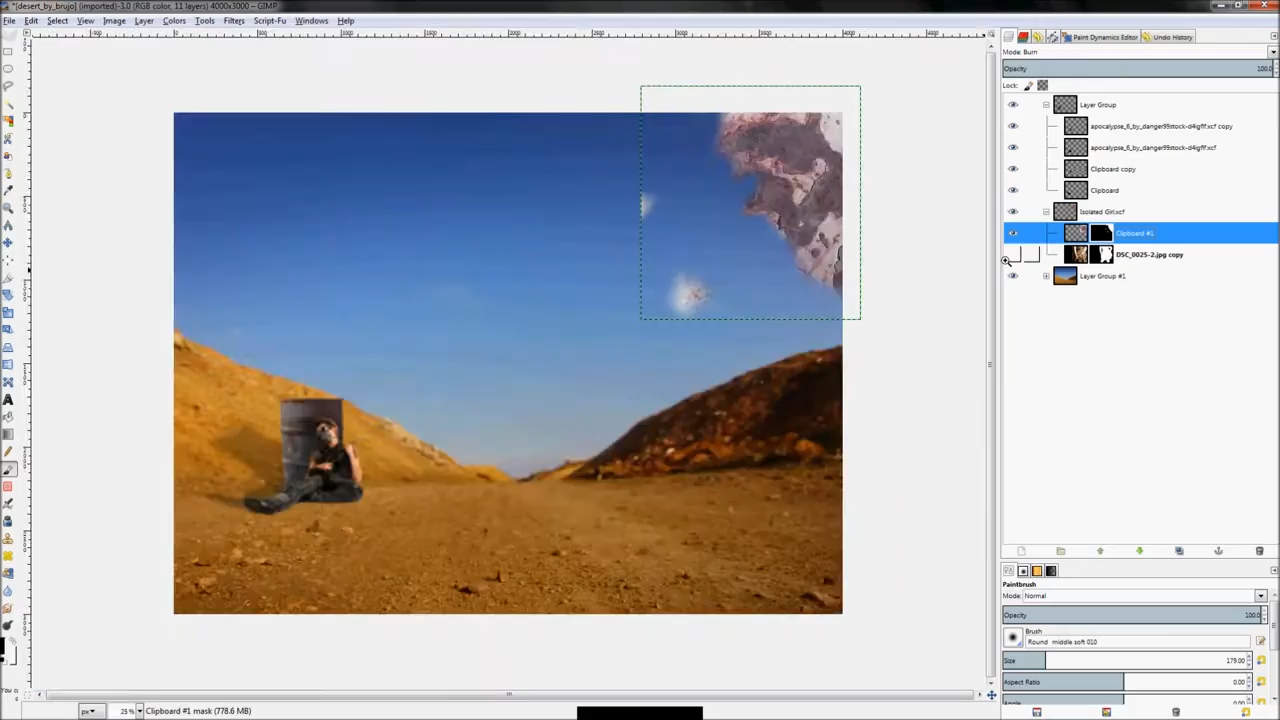 *[desert_by_brujo] (imported)-3.0 (RGB color, 11 layers) 4000x3000 – GIMP
File Edit Select View Image Layer Colors Tools Filters Script-Fu Windows Help
Paint Dynamics Editor Undo History
Mode: Burn
Opacity 100.0
Lock:
Layer Group
apocalypse_6_by_danger99stock-d4igflf.xcf copy
apocalypse_6_by_danger99stock-d4igflf.xcf
Clipboard copy
Clipboard
Isolated Girl.xcf
Clipboard #1
DSC_0025-2.jpg copy
Layer Group #1
Paintbrush
Mode: Normal
Opacity 100.0
Brush
Round middle soft 010
Size 179.00
Aspect Ratio 0.00
px 25 % Clipboard #1 mask (778.6 MB)